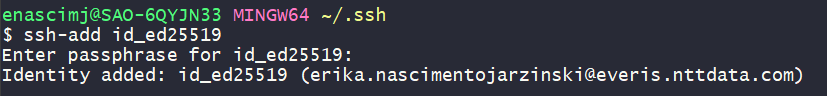 enascimj@SAO-6QYJN33 MINGW64 ~/.ssh
$ ssh-add id_ed25519
Enter passphrase for id_ed25519:
Identity added: id_ed25519 (erika.nascimentojarzinski@everis.nttdata.com)